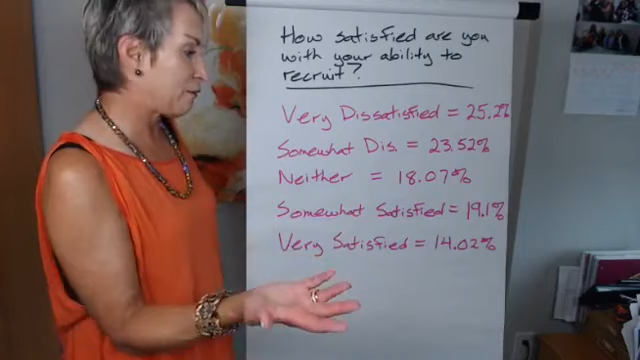 How satisfied are you
with your ability to
recruit?
Very Dissatisfied = 25.2%
Somewhat Dis. = 23.52%
Neither = 18.07%
Somewhat Satisfied = 19.1%
Very Satisfied = 14.02%